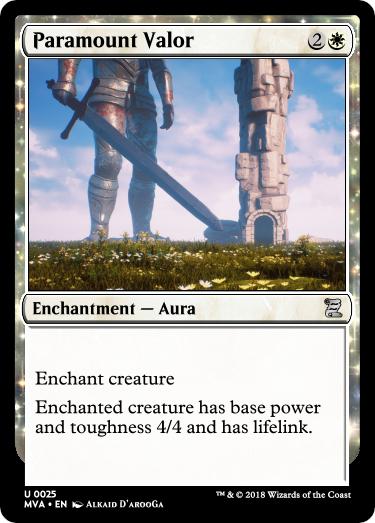 Paramount Valor 2
Enchantment — Aura
Enchant creature
Enchanted creature has base power
and toughness 4/4 and has lifelink.
U 0025
MVA • EN Alkaid D'arooGa
™ & © 2018 Wizards of the Coast